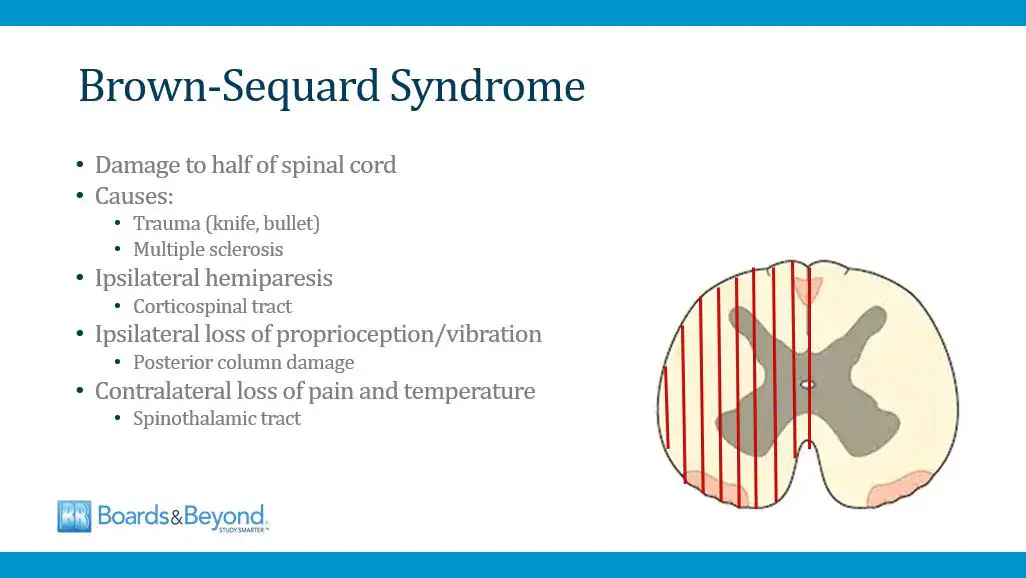 Brown-Sequard Syndrome
• Damage to half of spinal cord
• Causes:
• Trauma (knife, bullet)
• Multiple sclerosis
• Ipsilateral hemiparesis
• Corticospinal tract
• Ipsilateral loss of proprioception/vibration
• Posterior column damage
• Contralateral loss of pain and temperature
• Spinothalamic tract
BB Boards&Beyond®
STUDY SMARTER™